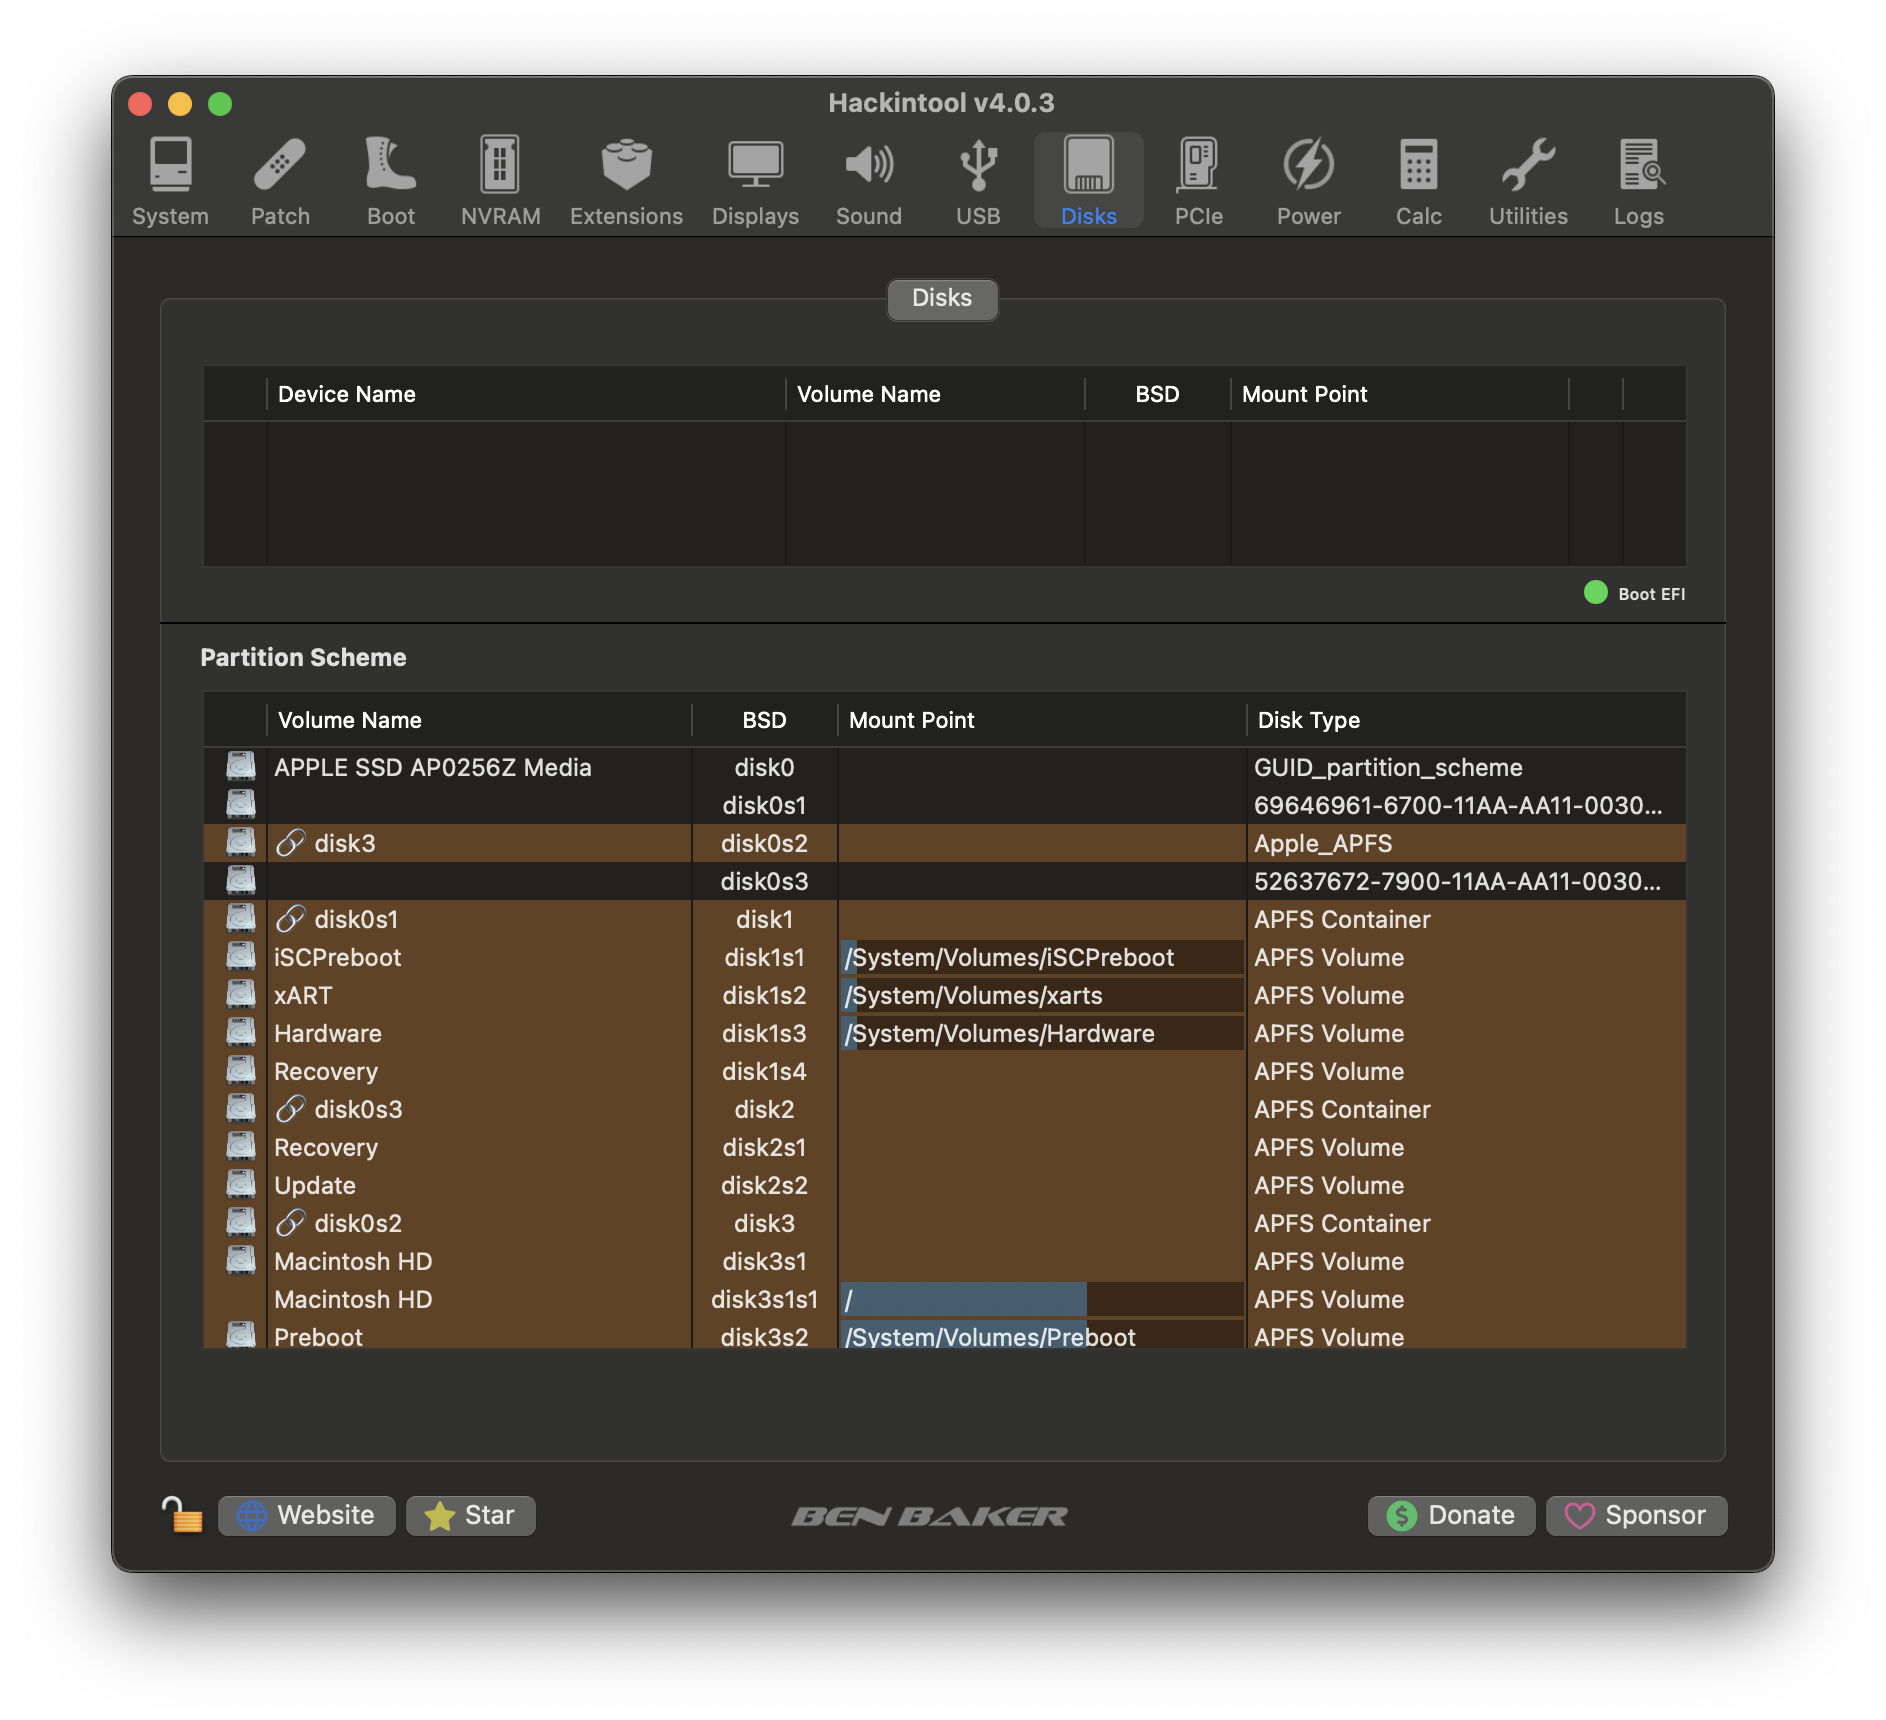 Hackintool v4.0.3
System Patch Boot NVRAM Extensions Displays Sound USB Disks PCIe Power Calc Utilities Logs
Disks
Device Name Volume Name BSD Mount Point
Boot EFI
Partition Scheme
Volume Name BSD Mount Point Disk Type
APPLE SSD AP0256Z Media disk0 GUID_partition_scheme
disk0s1 69646961-6700-11AA-AA11-0030...
disk3 disk0s2 Apple_APFS
disk0s3 52637672-7900-11AA-AA11-0030...
disk0s1 disk1 APFS Container
iSCPreboot disk1s1 /System/Volumes/iSCPreboot APFS Volume
xART disk1s2 /System/Volumes/xarts APFS Volume
Hardware disk1s3 /System/Volumes/Hardware APFS Volume
Recovery disk1s4 APFS Volume
disk0s3 disk2 APFS Container
Recovery disk2s1 APFS Volume
Update disk2s2 APFS Volume
disk0s2 disk3 APFS Container
Macintosh HD disk3s1 APFS Volume
Macintosh HD disk3s1s1 / APFS Volume
Preboot disk3s2 /System/Volumes/Preboot APFS Volume
Website Star BEN BAKER Donate Sponsor